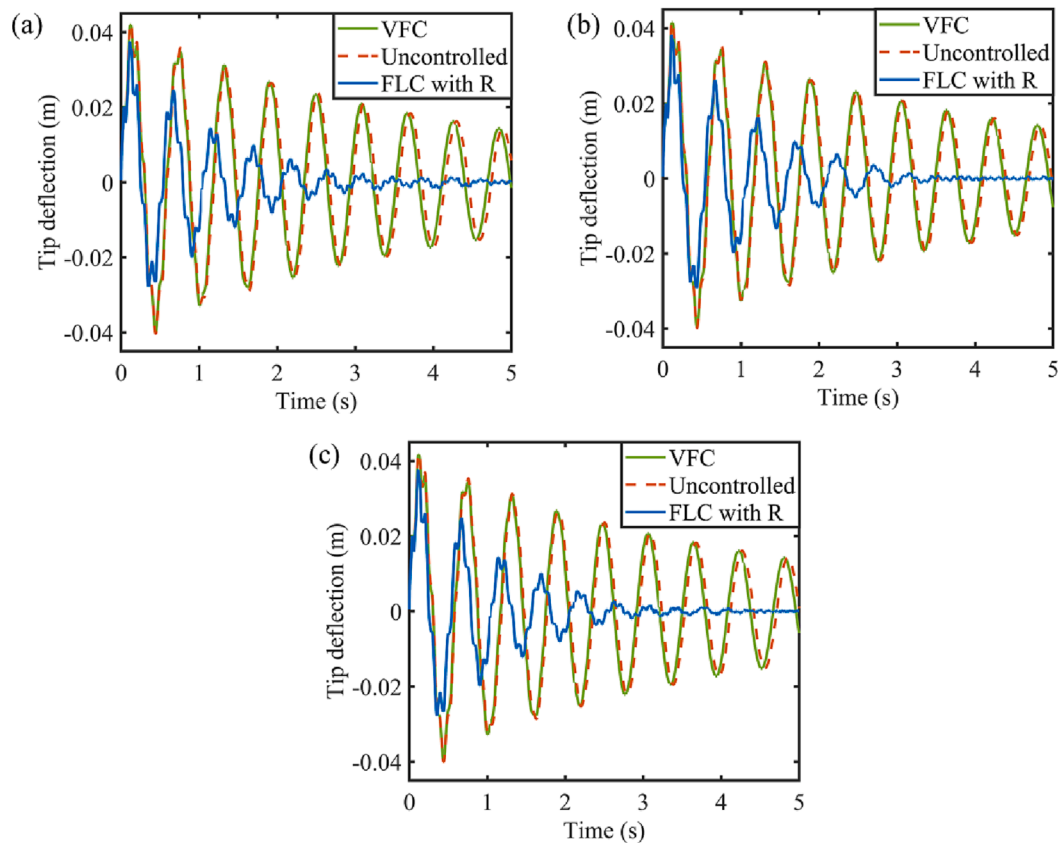 (a)
VFC
Uncontrolled
FLC with R
Tip deflection (m)
0.04
0.02
0
-0.02
-0.04
0 1 2 3 4 5
Time (s)
(b)
VFC
Uncontrolled
FLC with R
Tip deflection (m)
0.04
0.02
0
-0.02
-0.04
0 1 2 3 4 5
Time (s)
(c)
VFC
Uncontrolled
FLC with R
Tip deflection (m)
0.04
0.02
0
-0.02
-0.04
0 1 2 3 4 5
Time (s)